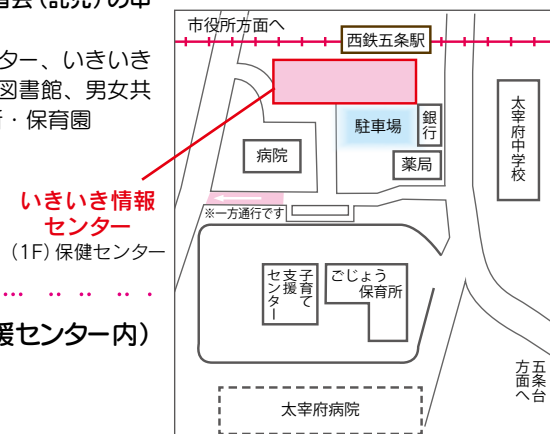 省会(託児)の申
ター、いきいき
図書館、男女共
所・保育園
いきいき情報
センター
(1F)保健センター
援センター内)
市役所方面へ
西鉄五条駅
駐車場
銀行
薬局
病院
太宰府中学校
※一方通行です
子育て
支援
センター
ごじょう
保育所
五条台
方面へ
太宰府病院